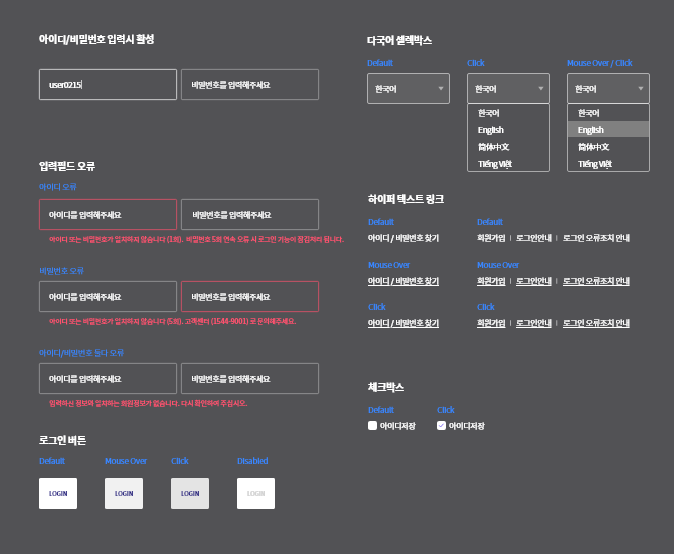 아이디/비밀번호 입력시 활성
user0215
비밀번호를 입력해주세요
입력필드 오류
아이디 오류
아이디를 입력해주세요
비밀번호를 입력해주세요
아이디 또는 비밀번호가 일치하지 않습니다 (1회). 비밀번호 5회 연속 오류 시 로그인 기능이 잠김처리 됩니다.
비밀번호 오류
아이디를 입력해주세요
비밀번호를 입력해주세요
아이디 또는 비밀번호가 일치하지 않습니다 (5회). 고객센터 (1544-9001) 로 문의해주세요.
아이디/비밀번호 둘다 오류
아이디를 입력해주세요
비밀번호를 입력해주세요
입력하신 정보와 일치하는 회원정보가 없습니다. 다시 확인하여 주십시오.
로그인 버튼
Default
Mouse Over
Click
Disabled
LOGIN
LOGIN
LOGIN
LOGIN
다국어 셀렉박스
Default
Click
Mouse Over / Click
한국어
한국어
한국어
한국어
English
简体中文
Tiếng Việt
한국어
English
简体中文
Tiếng Việt
하이퍼 텍스트 링크
Default
Default
아이디 / 비밀번호 찾기
회원가입 | 로그인안내 | 로그인 오류조치 안내
Mouse Over
Mouse Over
아이디 / 비밀번호 찾기
회원가입 | 로그인안내 | 로그인 오류조치 안내
Click
Click
아이디 / 비밀번호 찾기
회원가입 | 로그인안내 | 로그인 오류조치 안내
체크박스
Default
Click
아이디저장
아이디저장